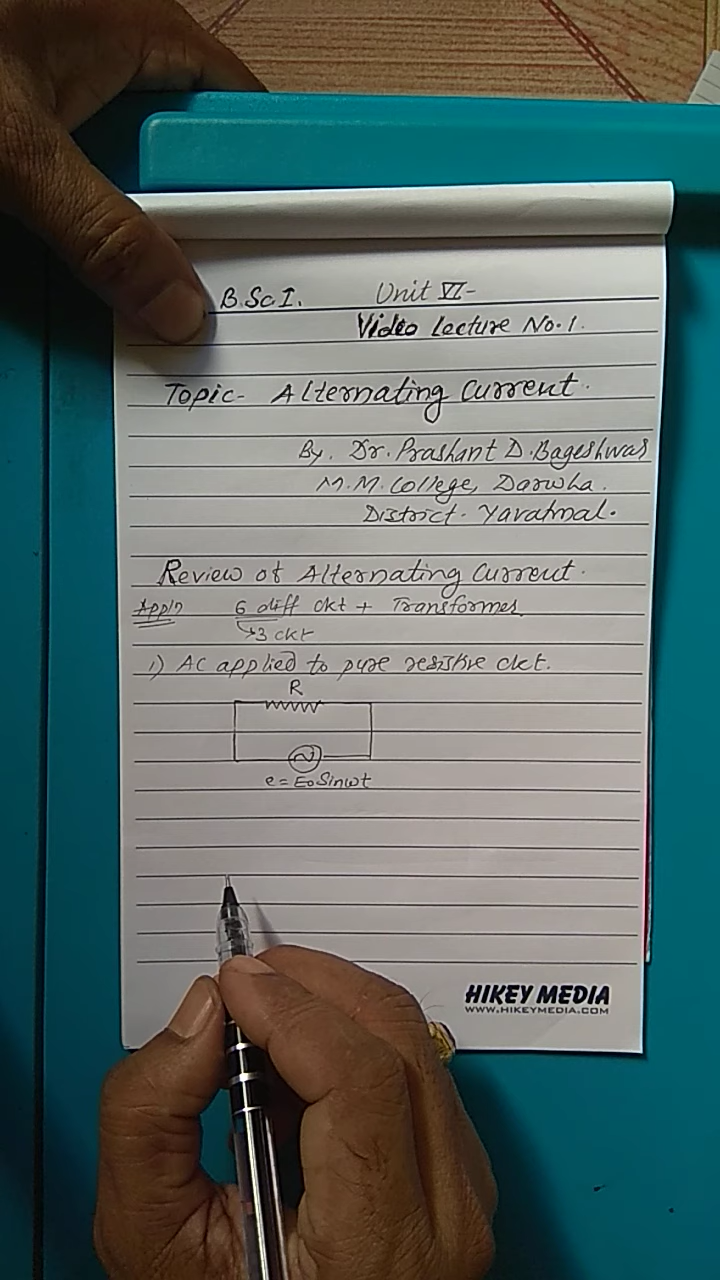 B.Sc I. Unit VI-
Video Lecture No.1.
Topic- Alternating Current.
By. Dr. Prashant D. Bageshwar
M.M. College, Darwha.
District- Yavatmal.
Review of Alternating Current.
Appln 6 diff ckt + Transformer
↳3 ckt
1) AC applied to pure resistive ckt.
R
e = E₀ Sinωt
HIKEY MEDIA
WWW.HIKEYMEDIA.COM